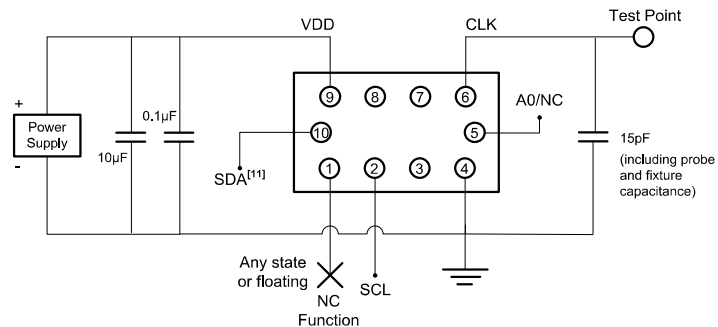 Test Point
VDD
CLK
9
8
7
6
A0/NC
+
Power
Supply
-
10µF
0.1µF
10
5
15pF
(including probe
and fixture
capacitance)
SDA[11]
1
2
3
4
Any state
or floating
NC
Function
SCL